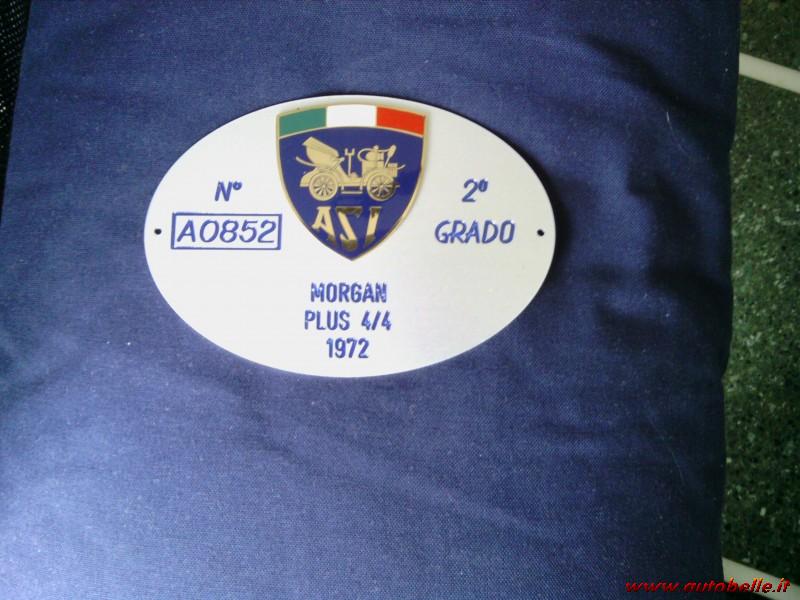 ASI
N°
A0852
2°
GRADO
MORGAN
PLUS 4/4
1972
www.autobelle.it